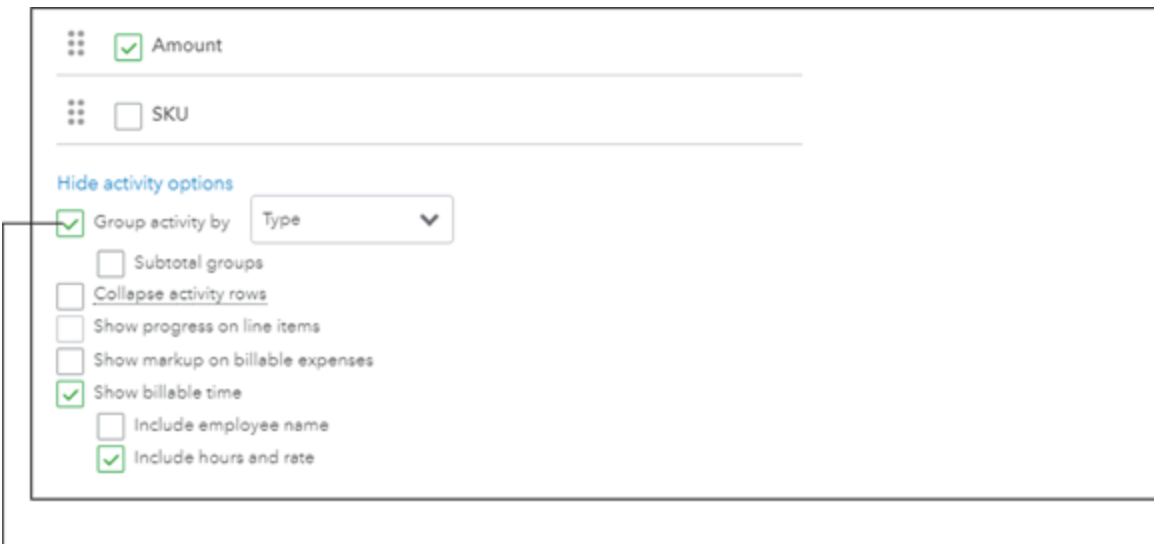 Amount
SKU
Hide activity options
Group activity by Type
Subtotal groups
Collapse activity rows
Show progress on line items
Show markup on billable expenses
Show billable time
Include employee name
Include hours and rate